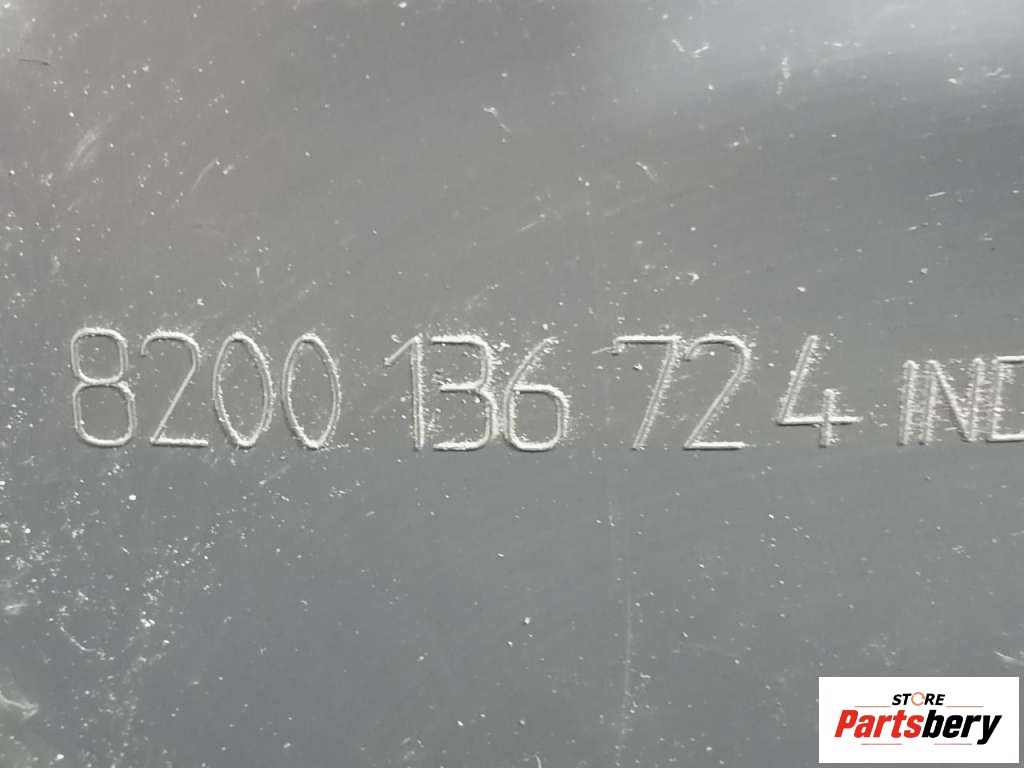 8200 136 724 IND
STORE
Partsbery